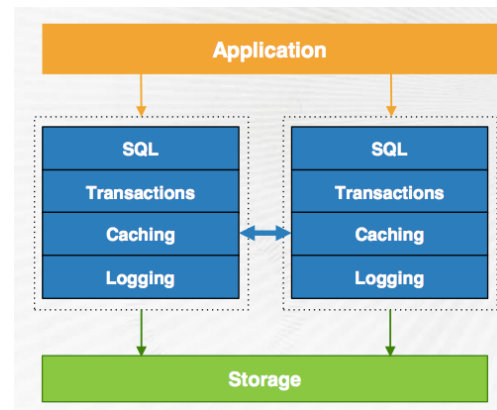 Application
SQL
Transactions
Caching
Logging
SQL
Transactions
Caching
Logging
Storage